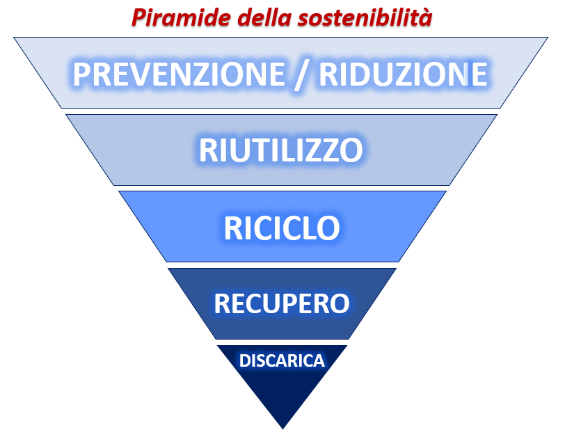 Piramide della sostenibilità
PREVENZIONE / RIDUZIONE
RIUTILIZZO
RICICLO
RECUPERO
DISCARICA